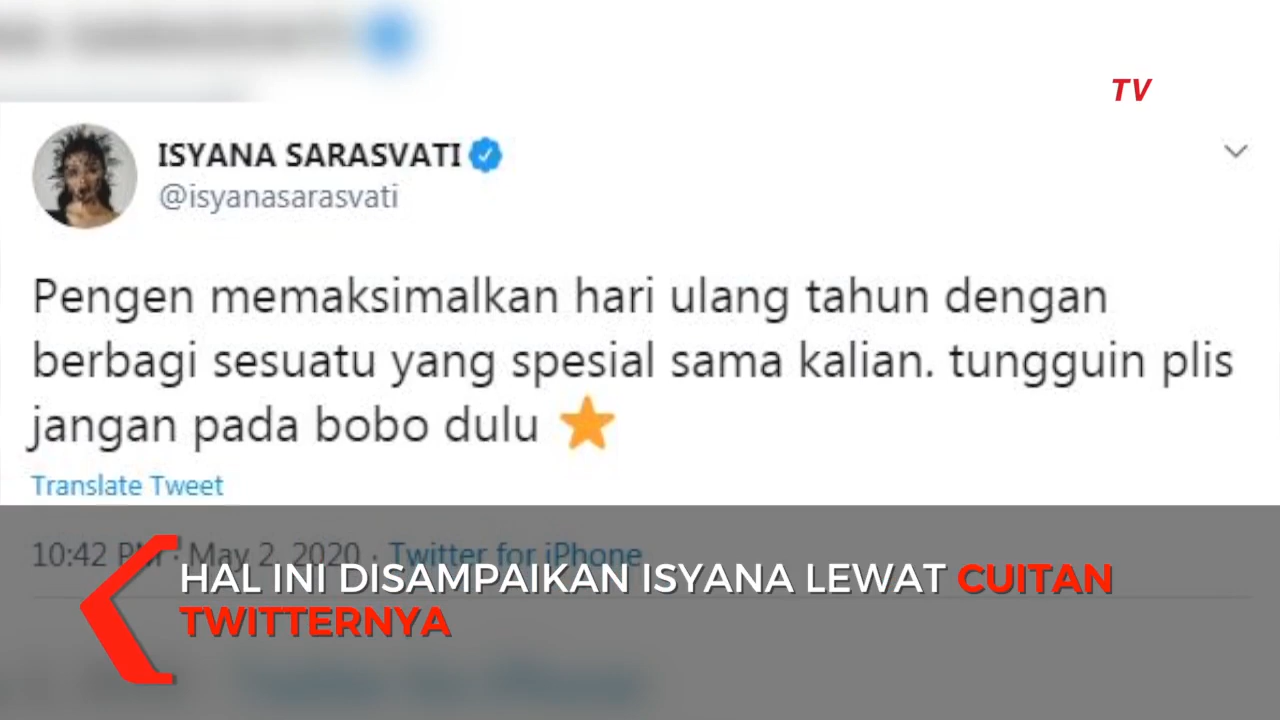 TV
ISYANA SARASVATI
@isyanasarasvati
Pengen memaksimalkan hari ulang tahun dengan
berbagi sesuatu yang spesial sama kalian. tungguin plis
jangan pada bobo dulu
Translate Tweet
10:42 PM · May 2, 2020 · Twitter for iPhone
HAL INI DISAMPAIKAN ISYANA LEWAT CUITAN
TWITTERNYA